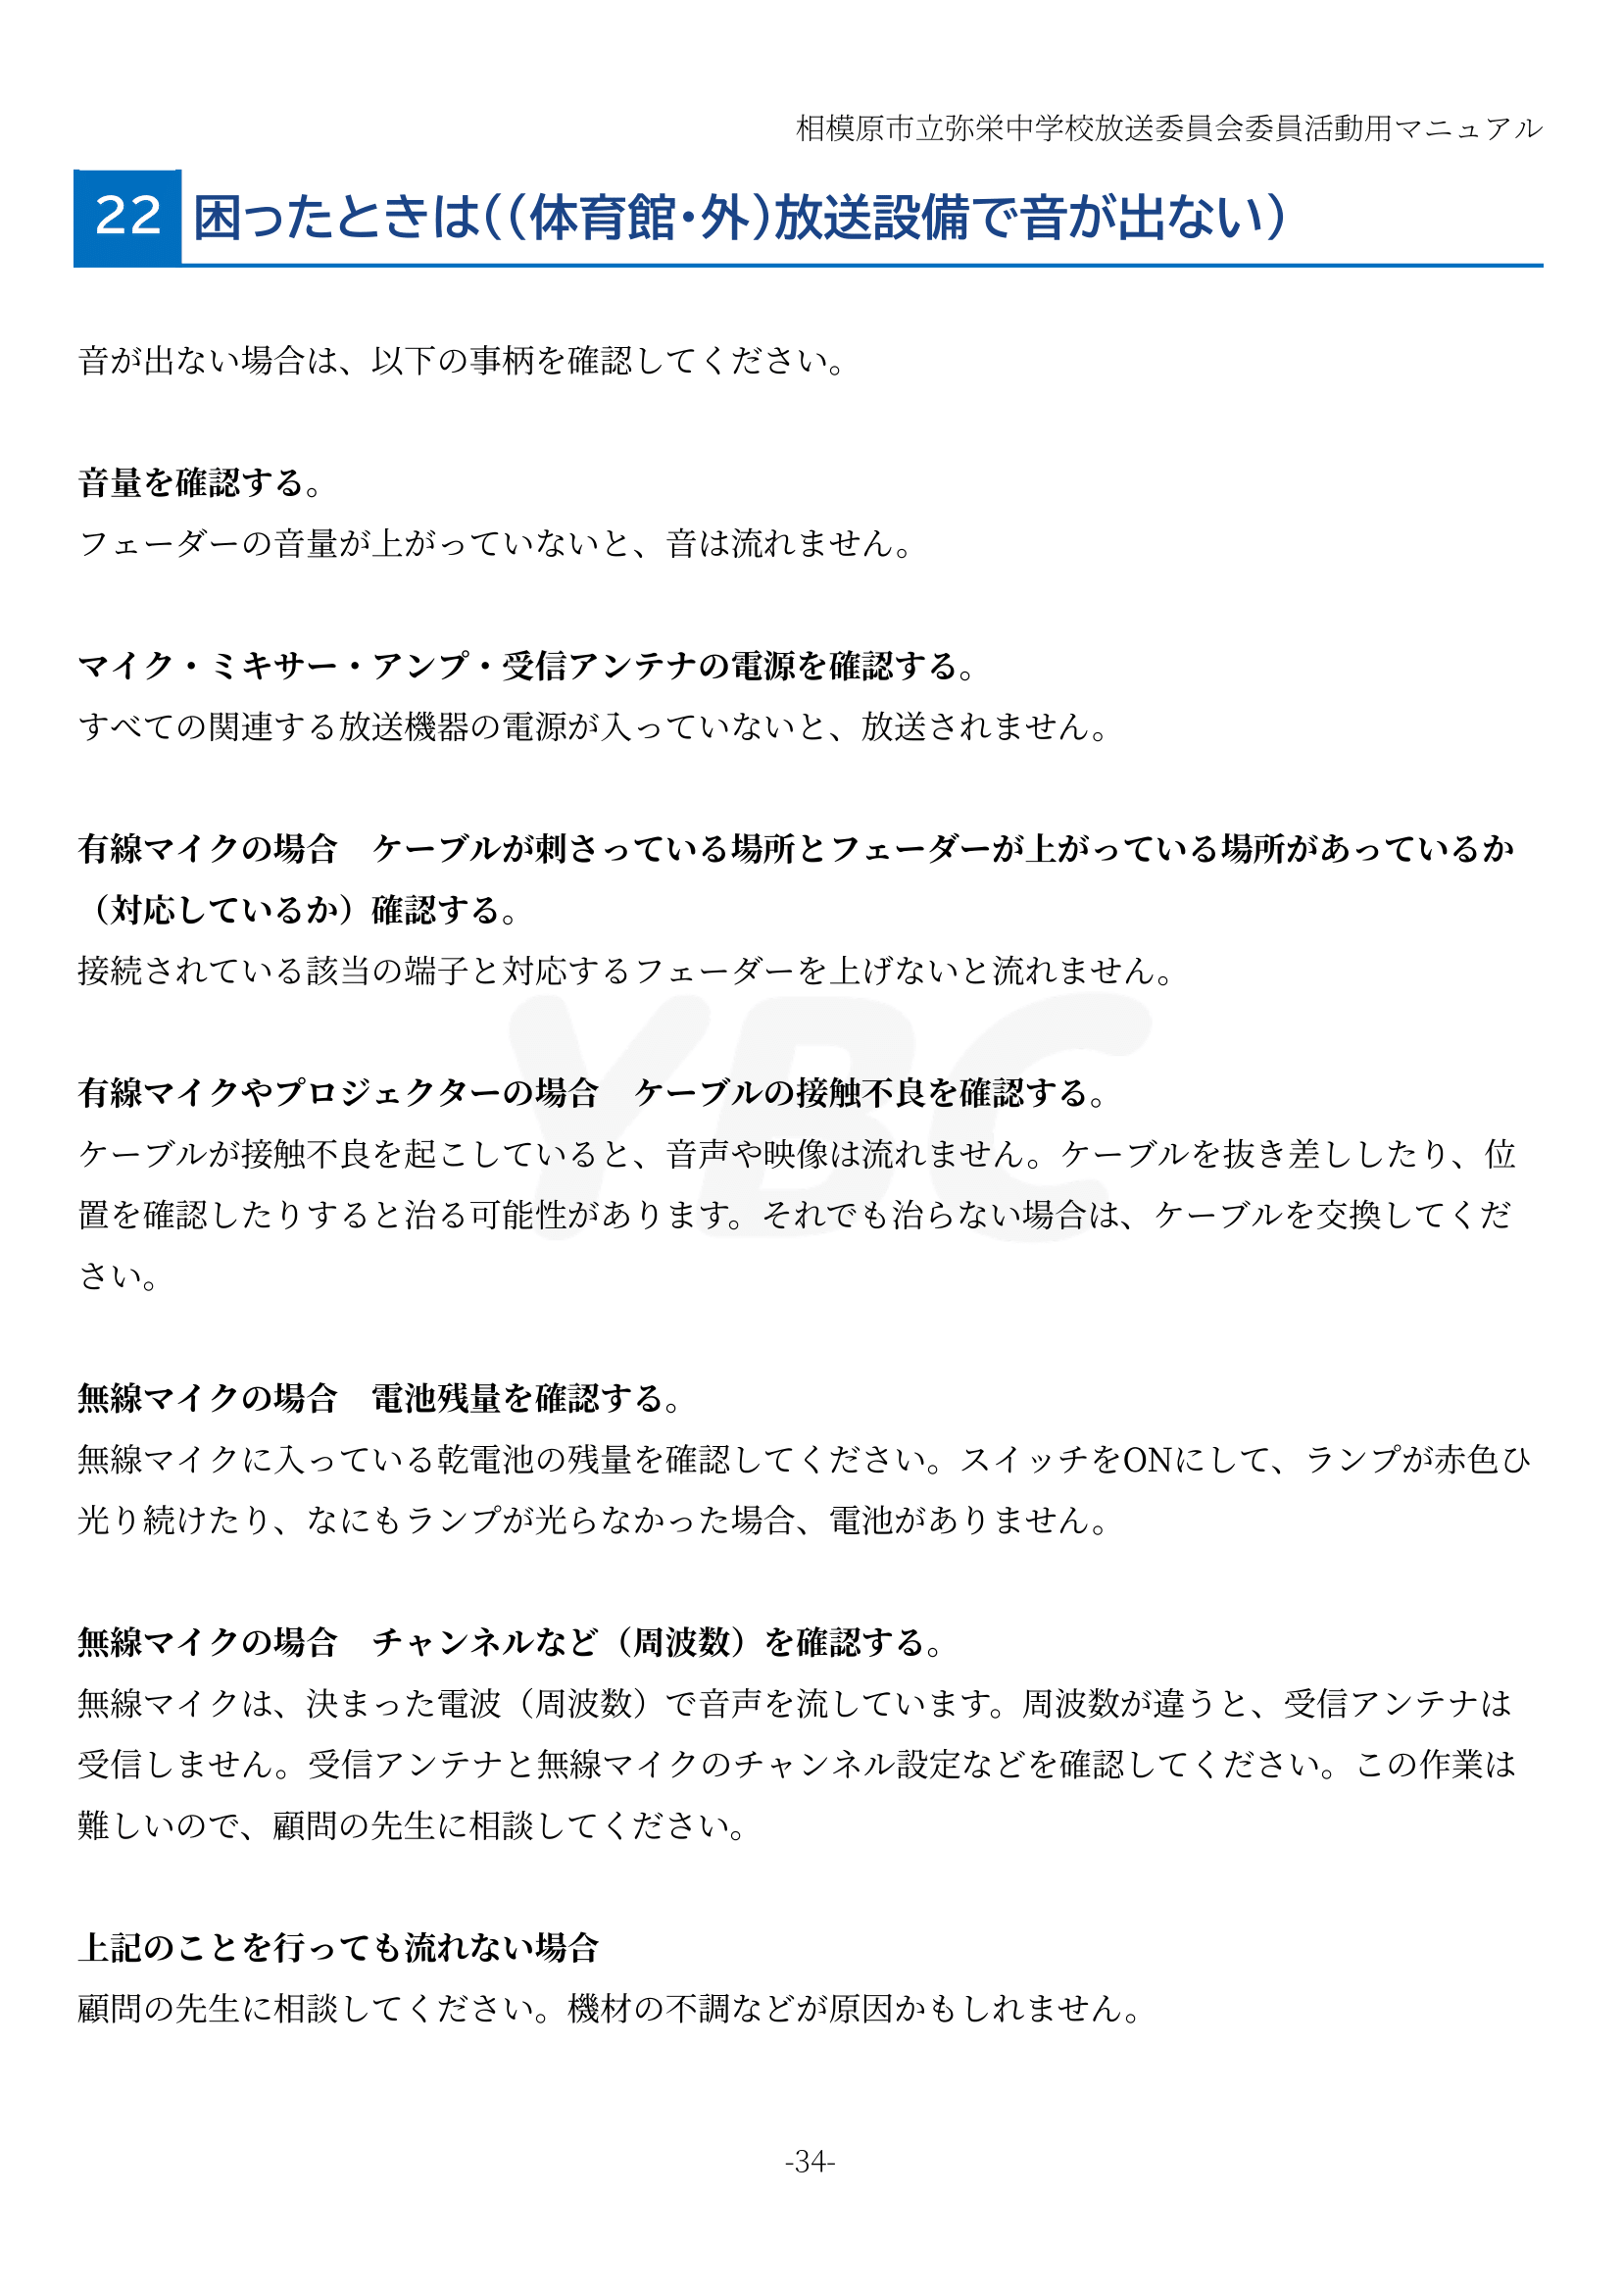 相模原市立弥栄中学校放送委員会委員活動用マニュアル
22 困ったときは((体育館・外)放送設備で音が出ない)
音が出ない場合は、以下の事柄を確認してください。
音量を確認する。
フェーダーの音量が上がっていないと、音は流れません。
マイク・ミキサー・アンプ・受信アンテナの電源を確認する。
すべての関連する放送機器の電源が入っていないと、放送されません。
有線マイクの場合　ケーブルが刺さっている場所とフェーダーが上がっている場所があっているか
（対応しているか）確認する。
接続されている該当の端子と対応するフェーダーを上げないと流れません。
YBC
有線マイクやプロジェクターの場合　ケーブルの接触不良を確認する。
ケーブルが接触不良を起こしていると、音声や映像は流れません。ケーブルを抜き差ししたり、位
置を確認したりすると治る可能性があります。それでも治らない場合は、ケーブルを交換してくだ
さい。
無線マイクの場合　電池残量を確認する。
無線マイクに入っている乾電池の残量を確認してください。スイッチをONにして、ランプが赤色ひ
光り続けたり、なにもランプが光らなかった場合、電池がありません。
無線マイクの場合　チャンネルなど（周波数）を確認する。
無線マイクは、決まった電波（周波数）で音声を流しています。周波数が違うと、受信アンテナは
受信しません。受信アンテナと無線マイクのチャンネル設定などを確認してください。この作業は
難しいので、顧問の先生に相談してください。
上記のことを行っても流れない場合
顧問の先生に相談してください。機材の不調などが原因かもしれません。
-34-